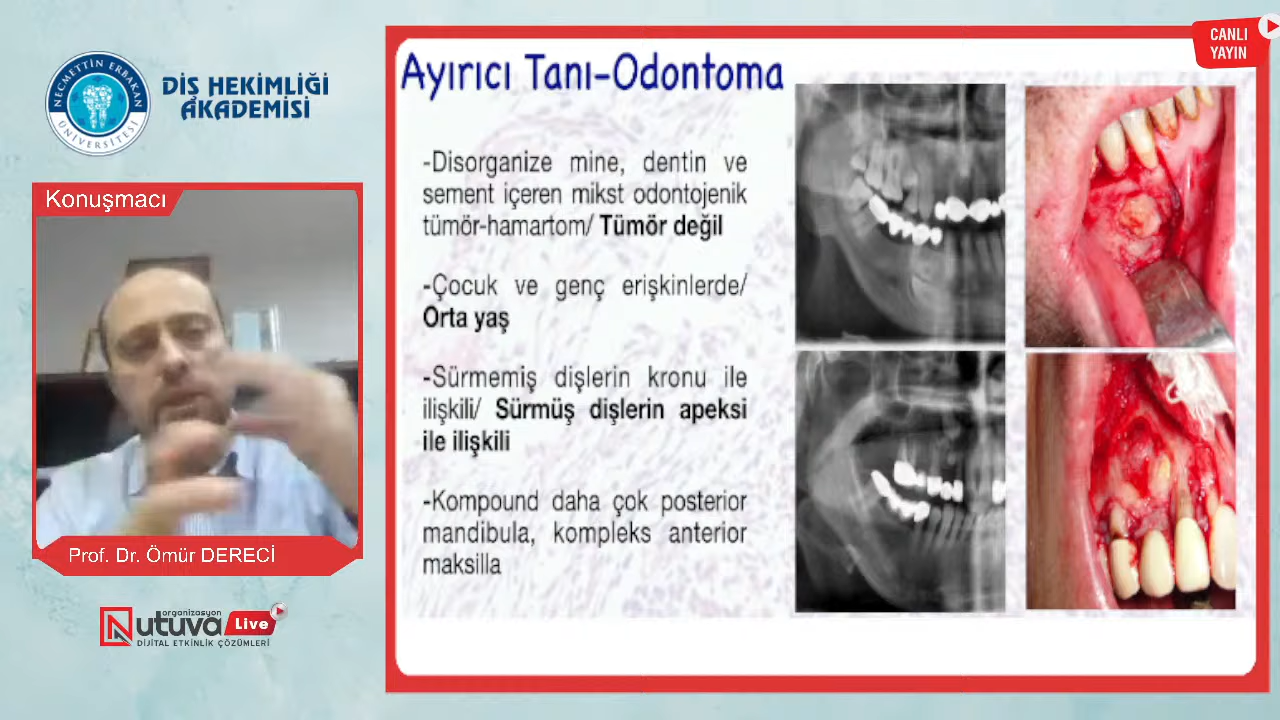 NECMETTİN ERBAKAN
ÜNİVERSİTESİ
DİŞ HEKİMLİĞİ
AKADEMİSİ
Konuşmacı
Prof. Dr. Ömür DERECİ
organizasyon
Nutuva Live
DİJİTAL ETKİNLİK ÇÖZÜMLERİ
CANLI
YAYIN
Ayırıcı Tanı-Odontoma
-Disorganize mine, dentin ve
sement içeren mikst odontojenik
tümör-hamartom/ Tümör değil
-Çocuk ve genç erişkinlerde/
Orta yaş
-Sürmemiş dişlerin kronu ile
ilişkili/ Sürmüş dişlerin apeksi
ile ilişkili
-Kompound daha çok posterior
mandibula, kompleks anterior
maksilla